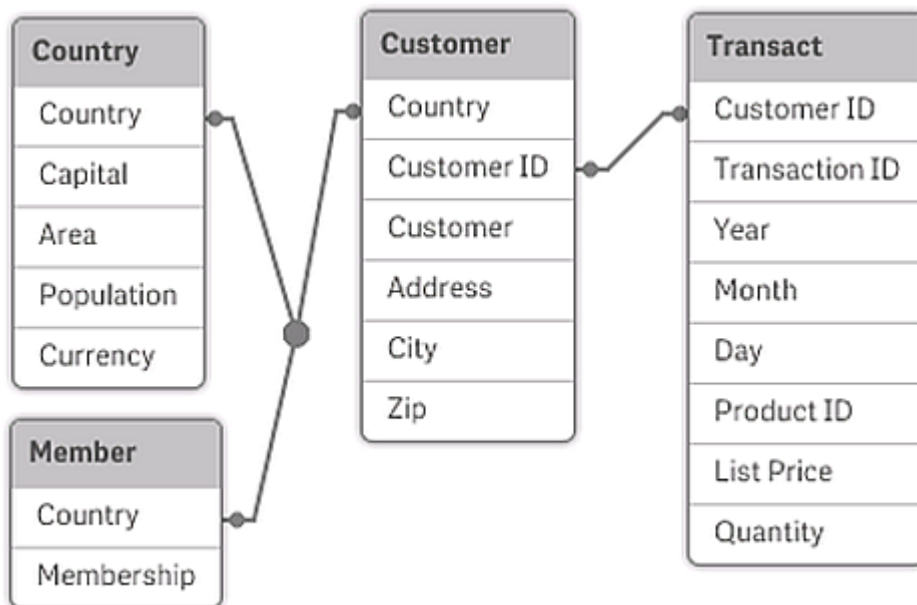 Country
Country
Capital
Area
Population
Currency
Member
Country
Membership
Customer
Country
Customer ID
Customer
Address
City
Zip
Transact
Customer ID
Transaction ID
Year
Month
Day
Product ID
List Price
Quantity